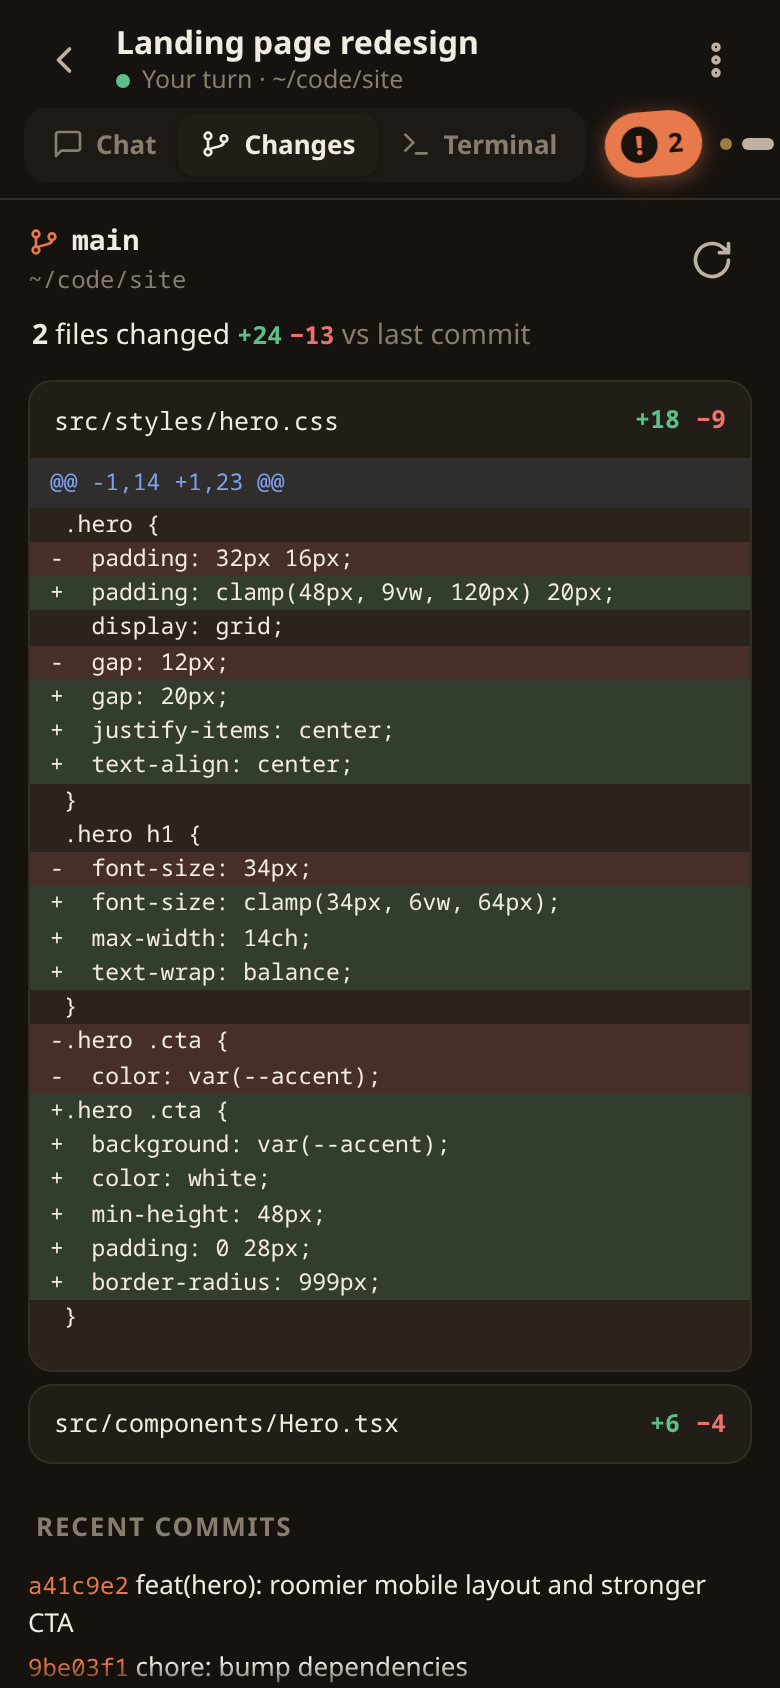 Landing page redesign
Your turn · ~/code/site
Chat
Changes
Terminal
! 2
main
~/code/site
2 files changed +24 −13 vs last commit
src/styles/hero.css +18 −9
@@ -1,14 +1,23 @@
 .hero {
-  padding: 32px 16px;
+  padding: clamp(48px, 9vw, 120px) 20px;
   display: grid;
-  gap: 12px;
+  gap: 20px;
+  justify-items: center;
+  text-align: center;
 }
 .hero h1 {
-  font-size: 34px;
+  font-size: clamp(34px, 6vw, 64px);
+  max-width: 14ch;
+  text-wrap: balance;
 }
-.hero .cta {
-  color: var(--accent);
+.hero .cta {
+  background: var(--accent);
+  color: white;
+  min-height: 48px;
+  padding: 0 28px;
+  border-radius: 999px;
 }
src/components/Hero.tsx +6 −4
RECENT COMMITS
a41c9e2 feat(hero): roomier mobile layout and stronger
CTA
9be03f1 chore: bump dependencies